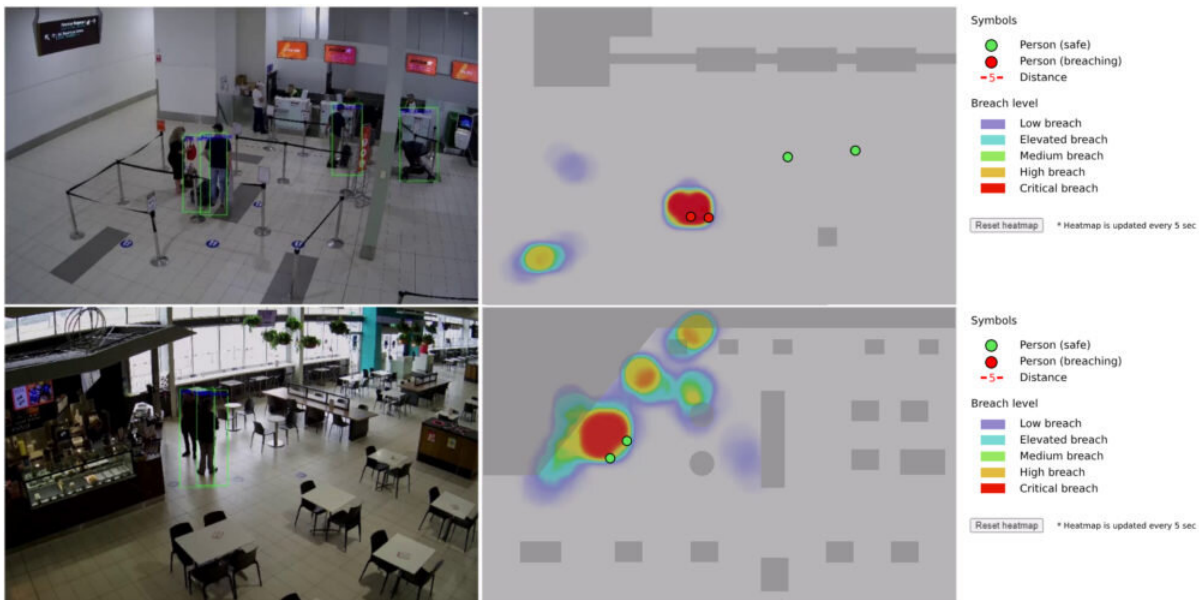 Symbols
Person (safe)
Person (breaching)
5 Distance
Breach level
Low breach
Elevated breach
Medium breach
High breach
Critical breach
Reset heatmap * Heatmap is updated every 5 sec
Symbols
Person (safe)
Person (breaching)
5 Distance
Breach level
Low breach
Elevated breach
Medium breach
High breach
Critical breach
Reset heatmap * Heatmap is updated every 5 sec